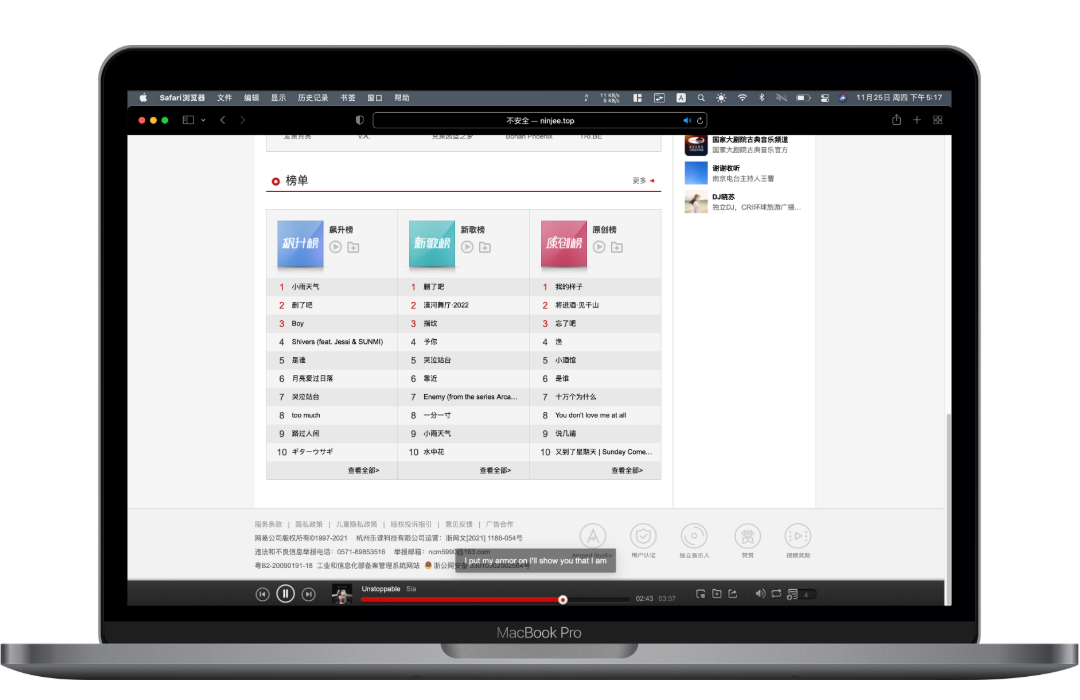 Safari浏览器 文件 编辑 显示 历史记录 书签 窗口 帮助 11 KB/s 6 KB/s A 11月25日 周四 下午5:17
不安全 — ninjee.top
V.A. Bohan Phoenix TRI.BE
国家大剧院古典音乐频道
国家大剧院古典音乐官方
谢谢收听
南京电台主持人王馨
DJ晓苏
独立DJ，CRI环球旅游广播...
榜单 更多
飙升榜 飙升榜
新歌榜 新歌榜
原创榜 原创榜
1 小雨天气
2 删了吧
3 Boy
4 Shivers (feat. Jessi & SUNMI)
5 是谁
6 月亮爱过日落
7 哭泣站台
8 too much
9 路过人间
10 ギターウサギ
查看全部>
1 删了吧
2 漠河舞厅·2022
3 指纹
4 予你
5 哭泣站台
6 靠近
7 Enemy (from the series Arca...
8 一分一寸
9 小雨天气
10 水中花
查看全部>
1 我的样子
2 将进酒·见千山
3 忘了吧
4 渔
5 小酒馆
6 是谁
7 十万个为什么
8 You don't love me at all
9 说几遍
10 又到了星期天 | Sunday Come...
查看全部>
服务条款 | 隐私政策 | 儿童隐私政策 | 版权投诉指引 | 意见反馈 | 广告合作
网易公司版权所有©1997-2021 杭州乐读科技有限公司运营：浙网文[2021] 1186-054号
违法和不良信息举报电话：0571-89853516 举报邮箱：ncm5990@163.com
粤B2-20090191-18 工业和信息化部备案管理系统网站 浙公网安备
Amped Studio 用户认证 独立音乐人 赞赏 视频奖励
I put my armor on I'll show you that I am
Unstoppable Sia
02:43 03:37 4
MacBook Pro